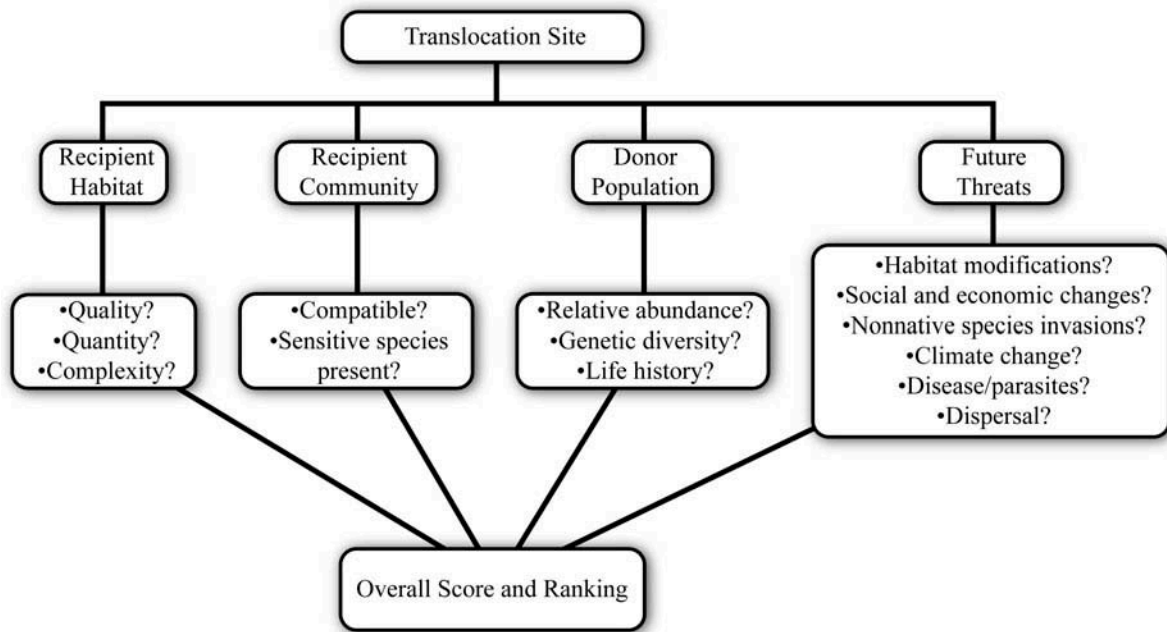 Translocation Site
Recipient
Habitat
Recipient
Community
Donor
Population
Future
Threats
•Quality?
•Quantity?
•Complexity?
•Compatible?
•Sensitive species
present?
•Relative abundance?
•Genetic diversity?
•Life history?
•Habitat modifications?
•Social and economic changes?
•Nonnative species invasions?
•Climate change?
•Disease/parasites?
•Dispersal?
Overall Score and Ranking